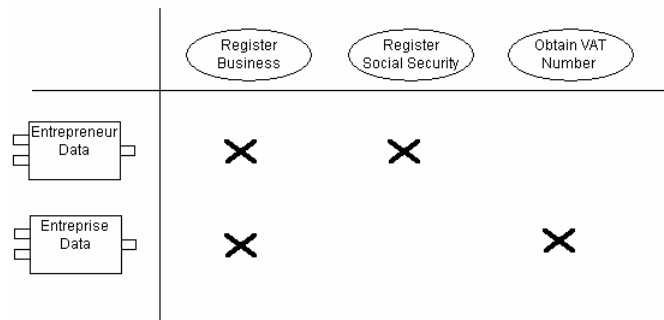 Register
Business
Register
Social Security
Obtain VAT
Number
Entrepreneur
Data
Entreprise
Data